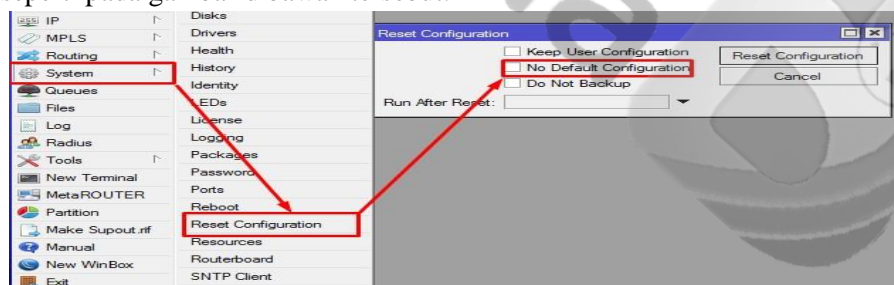 IP
MPLS
Routing
System
Queues
Files
Log
Radius
Tools
New Terminal
MetaROUTER
Partition
Make Supout.rif
Manual
New WinBox
Exit
Disks
Drivers
Health
History
Identity
LEDs
License
Logging
Packages
Password
Ports
Reboot
Reset Configuration
Resources
Routerboard
SNTP Client
Reset Configuration
Keep User Configuration
No Default Configuration
Do Not Backup
Run After Reset:
Reset Configuration
Cancel